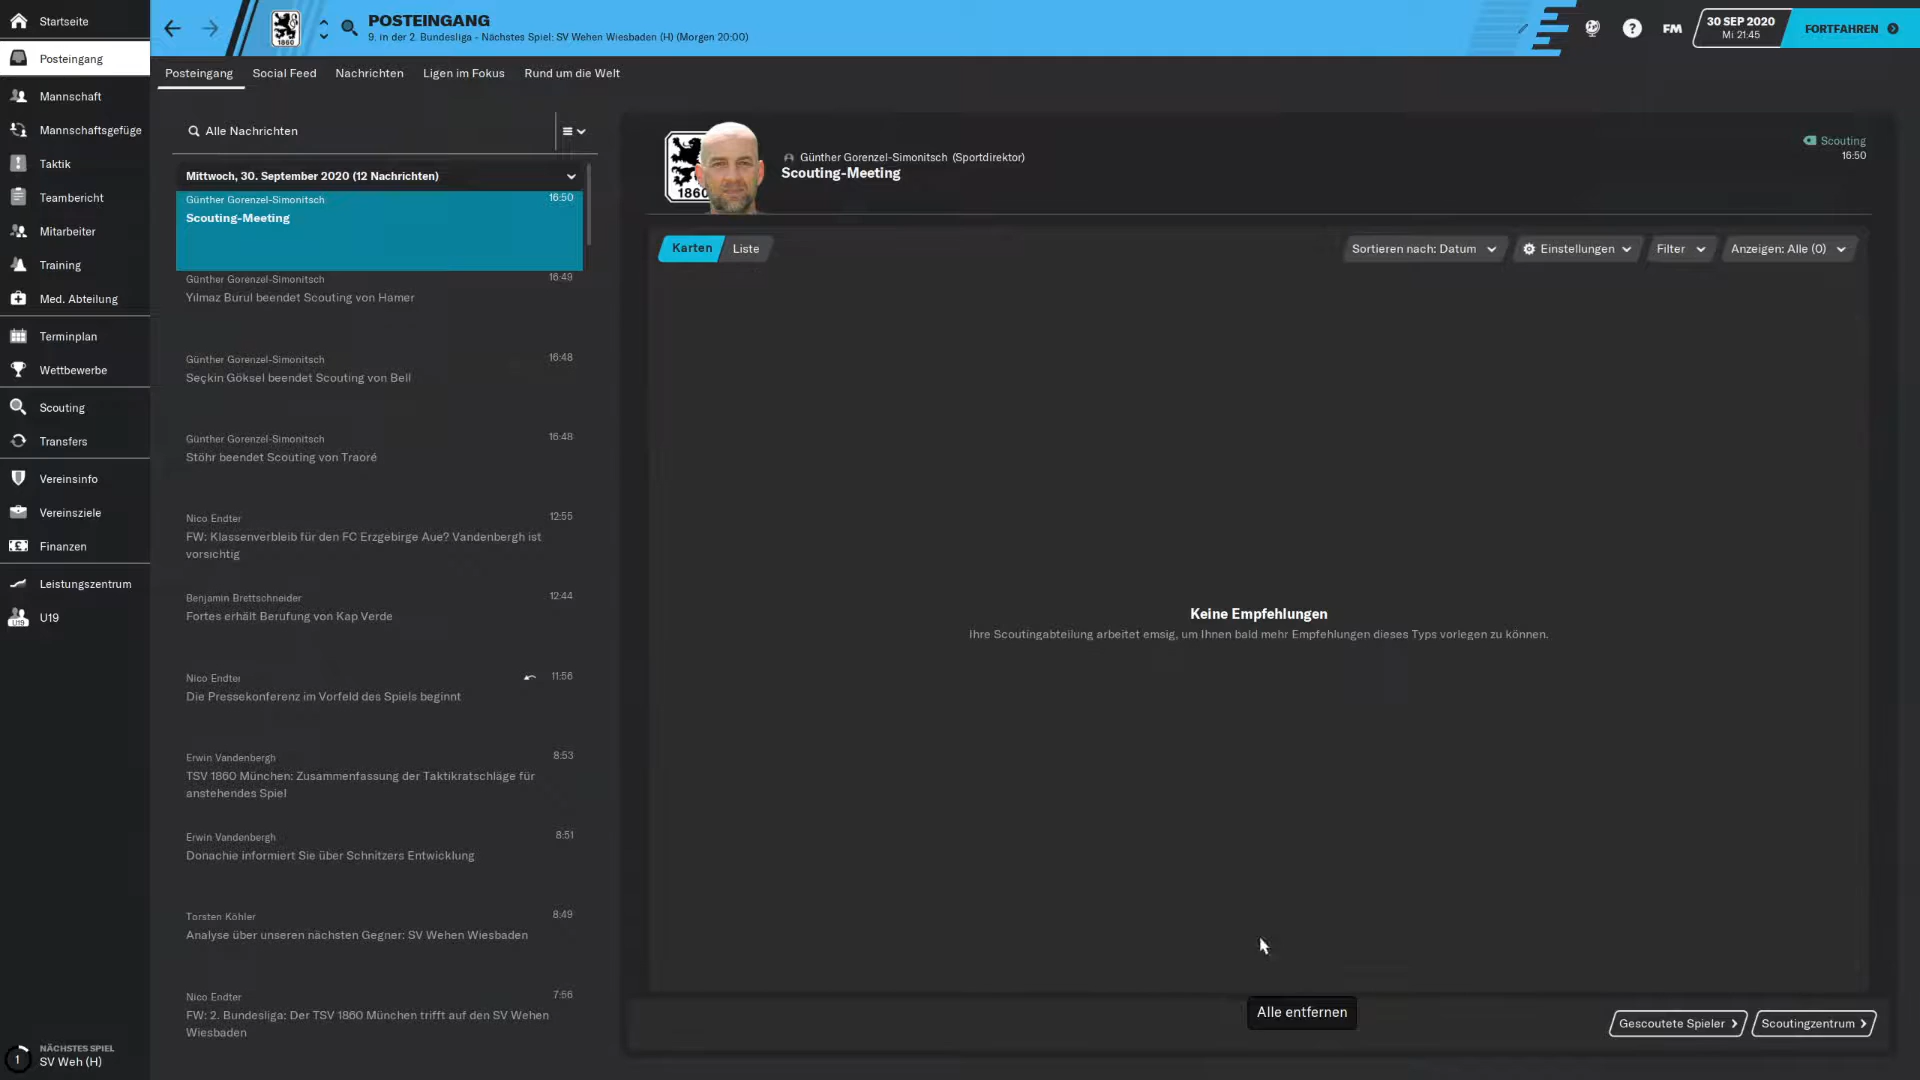 Startseite
Posteingang
Mannschaft
Mannschaftsgefüge
Taktik
Teambericht
Mitarbeiter
Training
Med. Abteilung
Terminplan
Wettbewerbe
Scouting
Transfers
Vereinsinfo
Vereinsziele
Finanzen
Leistungszentrum
U19
1
NÄCHSTES SPIEL
SV Weh (H)
1860
POSTEINGANG
9. in der 2. Bundesliga - Nächstes Spiel: SV Wehen Wiesbaden (H) (Morgen 20:00)
?
FM
30 SEP 2020
Mi 21:45
FORTFAHREN
Posteingang
Social Feed
Nachrichten
Ligen im Fokus
Rund um die Welt
Alle Nachrichten
Mittwoch, 30. September 2020 (12 Nachrichten)
Günther Gorenzel-Simonitsch 16:50
Scouting-Meeting
Günther Gorenzel-Simonitsch 16:49
Yılmaz Burul beendet Scouting von Hamer
Günther Gorenzel-Simonitsch 16:48
Seçkin Göksel beendet Scouting von Bell
Günther Gorenzel-Simonitsch 16:48
Stöhr beendet Scouting von Traoré
Nico Endter 12:55
FW: Klassenverbleib für den FC Erzgebirge Aue? Vandenbergh ist
vorsichtig
Benjamin Brettschneider 12:44
Fortes erhält Berufung von Kap Verde
Nico Endter 11:56
Die Pressekonferenz im Vorfeld des Spiels beginnt
Erwin Vandenbergh 8:53
TSV 1860 München: Zusammenfassung der Taktikratschläge für
anstehendes Spiel
Erwin Vandenbergh 8:51
Donachie informiert Sie über Schnitzers Entwicklung
Torsten Köhler 8:49
Analyse über unseren nächsten Gegner: SV Wehen Wiesbaden
Nico Endter 7:56
FW: 2. Bundesliga: Der TSV 1860 München trifft auf den SV Wehen
Wiesbaden
1860
Günther Gorenzel-Simonitsch (Sportdirektor)
Scouting-Meeting
Scouting
16:50
Karten
Liste
Sortieren nach: Datum
Einstellungen
Filter
Anzeigen: Alle (0)
Keine Empfehlungen
Ihre Scoutingabteilung arbeitet emsig, um Ihnen bald mehr Empfehlungen dieses Typs vorlegen zu können.
Alle entfernen
Gescoutete Spieler
Scoutingzentrum